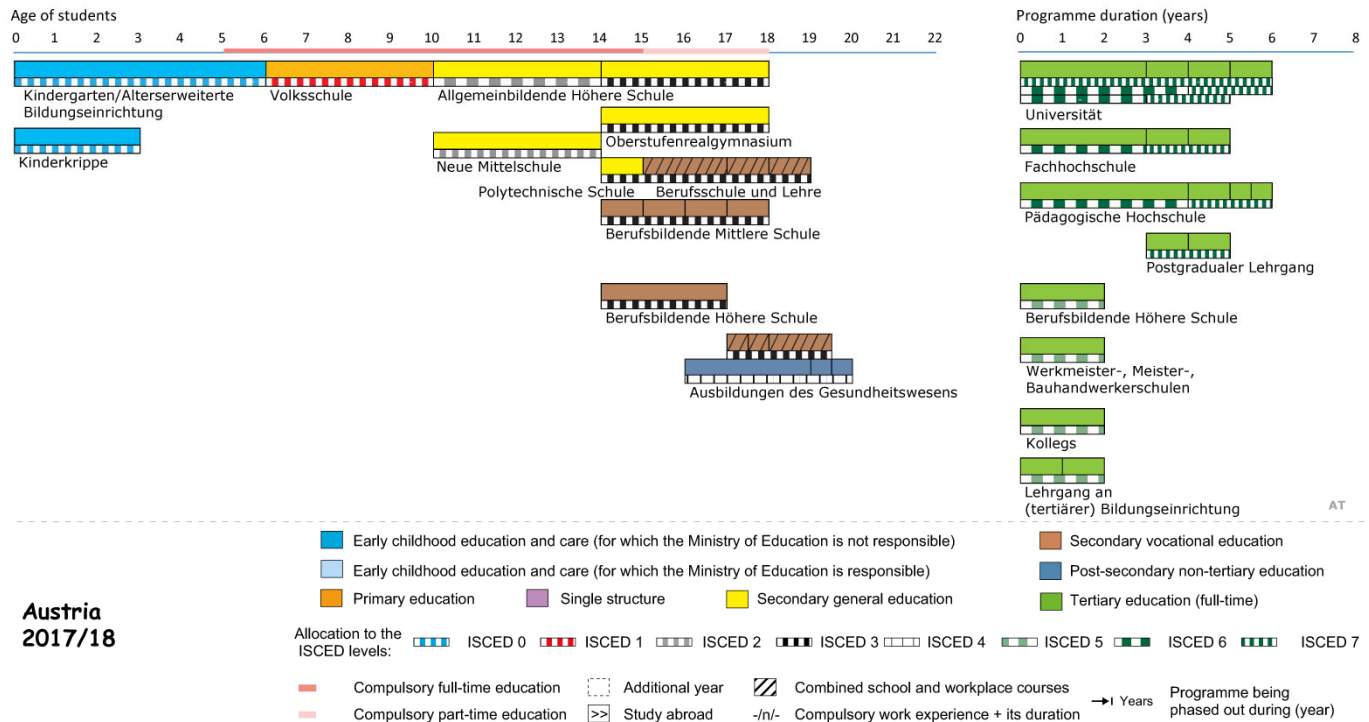 Age of students
Programme duration (years)
0 1 2 3 4 5 6 7 8 9 10 11 12 13 14 15 16 17 18 19 20 22
0 1 2 3 4 5 6 7 8
Kindergarten/Alterserweiterte
Bildungseinrichtung
Volksschule
Allgemeinbildende Höhere Schule
Universität
Kinderkrippe
Oberstufenrealgymnasium
Neue Mittelschule
Fachhochschule
Polytechnische Schule
Berufsschule und Lehre
Pädagogische Hochschule
Berufsbildende Mittlere Schule
Postgradualer Lehrgang
Berufsbildende Höhere Schule
Berufsbildende Höhere Schule
Werkmeister-, Meister-,
Bauhandwerkerschulen
Ausbildungen des Gesundheitswesens
Kollegs
Lehrgang an
(tertiärer) Bildungseinrichtung
AT
Early childhood education and care (for which the Ministry of Education is not responsible)
Secondary vocational education
Early childhood education and care (for which the Ministry of Education is responsible)
Post-secondary non-tertiary education
Primary education
Single structure
Secondary general education
Tertiary education (full-time)
Austria
2017/18
Allocation to the
ISCED levels:
ISCED 0
ISCED 1
ISCED 2
ISCED 3
ISCED 4
ISCED 5
ISCED 6
ISCED 7
Compulsory full-time education
Additional year
Combined school and workplace courses
Years
Programme being
phased out during (year)
Compulsory part-time education
>> Study abroad
-/n/- Compulsory work experience + its duration